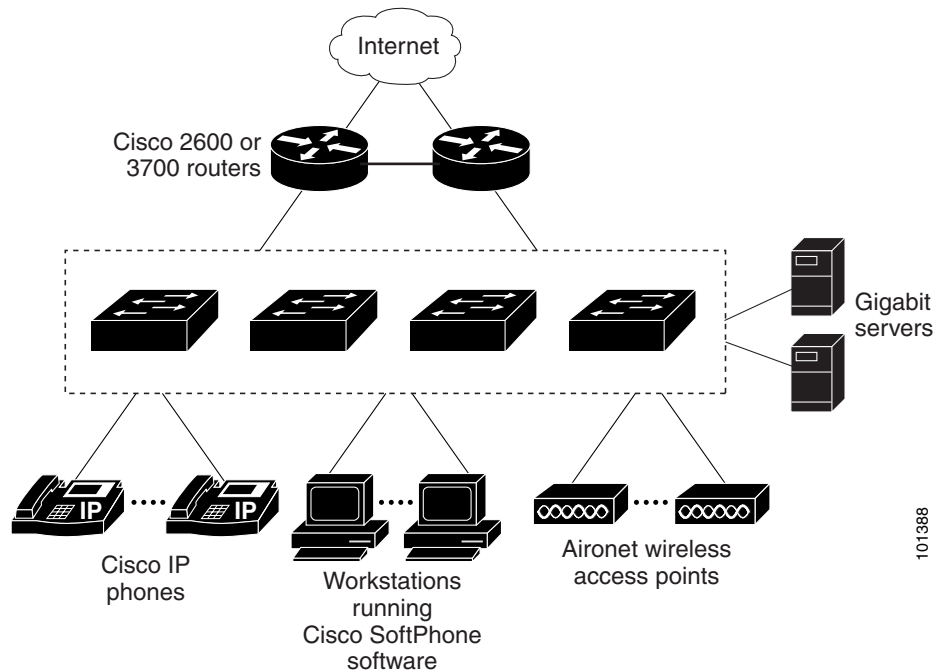 Internet
Cisco 2600 or
3700 routers
Gigabit
servers
IP
IP
Cisco IP
phones
Workstations
running
Cisco SoftPhone
software
Aironet wireless
access points
101388